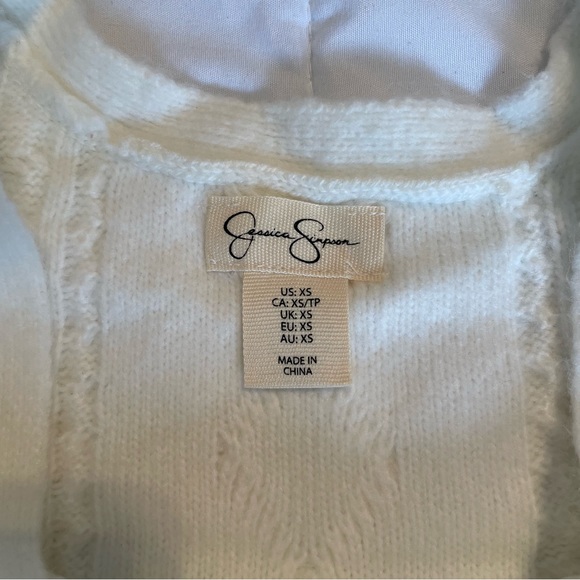 Jessica Simpson
US: XS
CA: XS/TP
UK: XS
EU: XS
AU: XS
MADE IN
CHINA